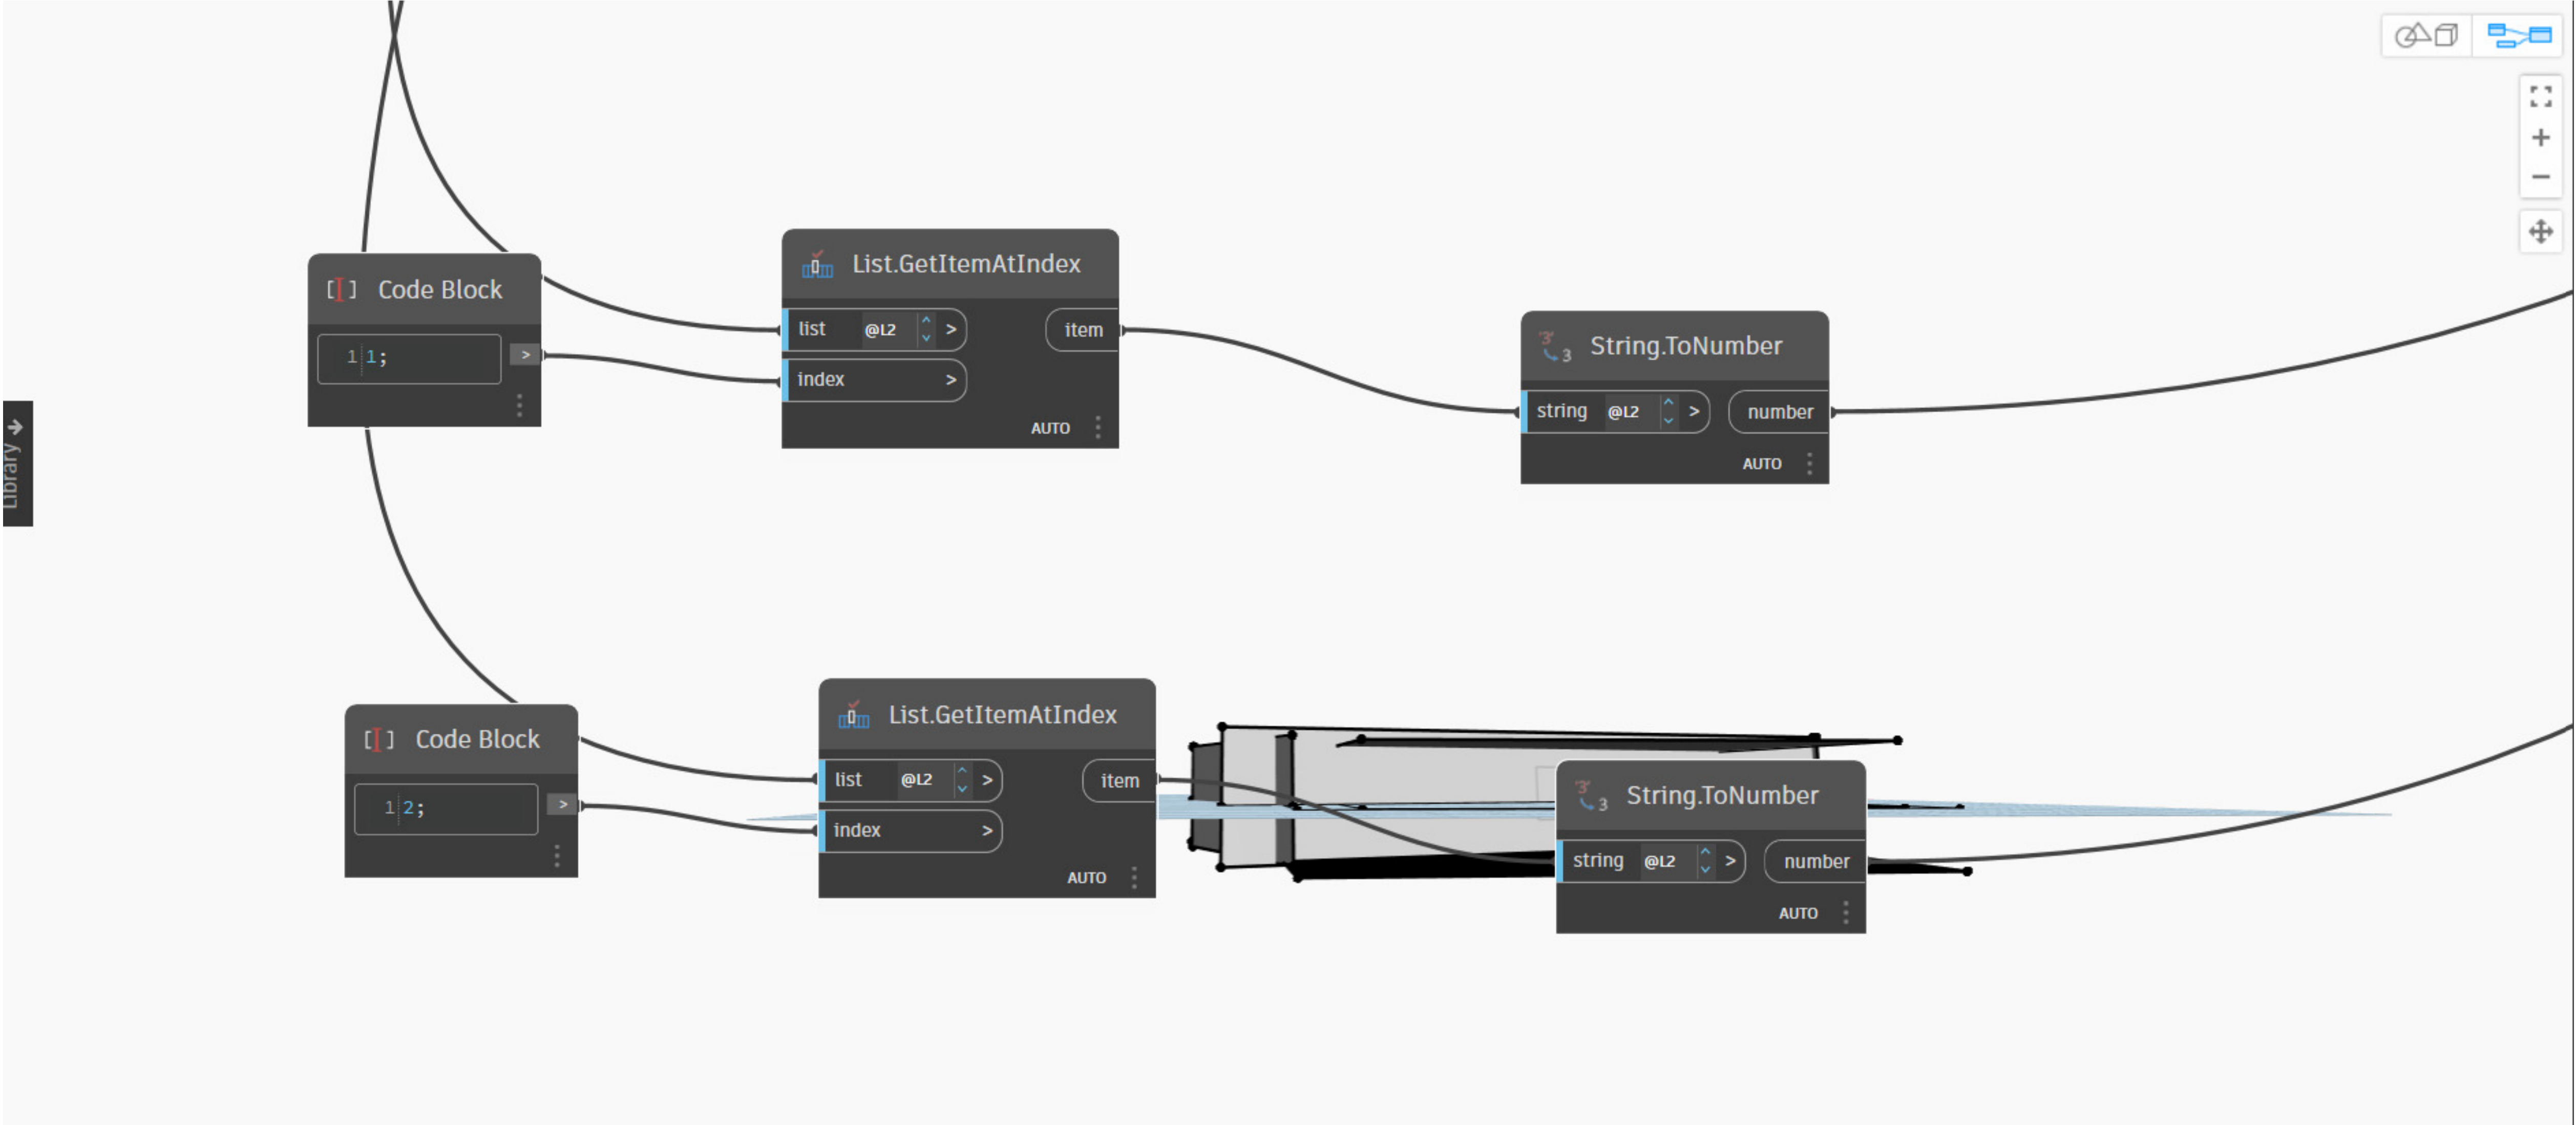 List.GetItemAtIndex
Code Block
list @L2 > item
String.ToNumber
1 1; >
index >
string @L2 > number
AUTO
AUTO
Library
List.GetItemAtIndex
Code Block
list @L2 > item
String.ToNumber
1 2; >
index >
string @L2 > number
AUTO
AUTO